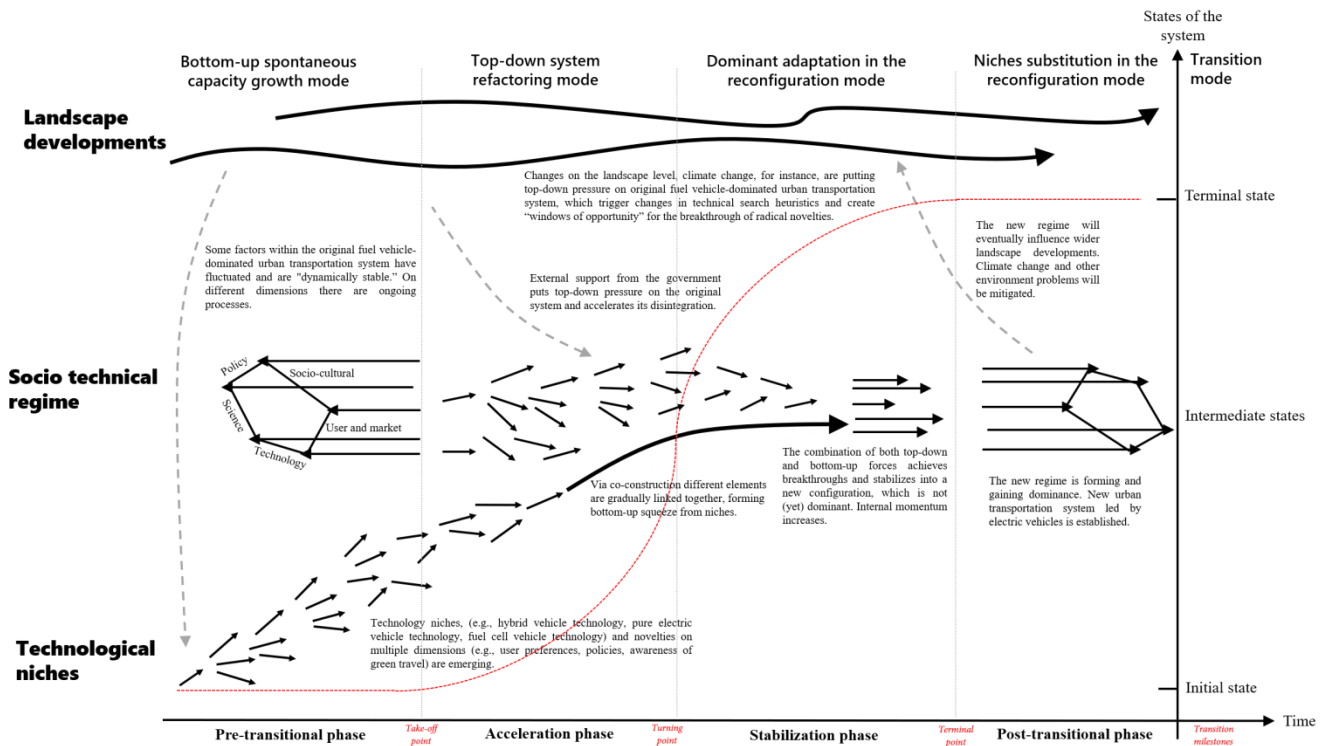 States of the
system
Transition
mode
Bottom-up spontaneous
capacity growth mode
Top-down system
refactoring mode
Dominant adaptation in the
reconfiguration mode
Niches substitution in the
reconfiguration mode
Landscape
developments
Changes on the landscape level, climate change, for instance, are putting
top-down pressure on original fuel vehicle-dominated urban transportation
system, which trigger changes in technical search heuristics and create
“windows of opportunity” for the breakthrough of radical novelties.
Terminal state
Some factors within the original fuel vehicle-
dominated urban transportation system have
fluctuated and are "dynamically stable." On
different dimensions there are ongoing
processes.
External support from the government
puts top-down pressure on the original
system and accelerates its disintegration.
The new regime will
eventually influence wider
landscape developments.
Climate change and other
environment problems will
be mitigated.
Socio technical
regime
Policy
Socio-cultural
Science
User and market
Technology
Intermediate states
Via co-construction different elements
are gradually linked together, forming
bottom-up squeeze from niches.
The combination of both top-down
and bottom-up forces achieves
breakthroughs and stabilizes into a
new configuration, which is not
(yet) dominant. Internal momentum
increases.
The new regime is forming and
gaining dominance. New urban
transportation system led by
electric vehicles is established.
Technological
niches
Technology niches, (e.g., hybrid vehicle technology, pure electric
vehicle technology, fuel cell vehicle technology) and novelties on
multiple dimensions (e.g., user preferences, policies, awareness of
green travel) are emerging.
Initial state
Time
Pre-transitional phase
Take-off
point
Acceleration phase
Turning
point
Stabilization phase
Terminal
point
Post-transitional phase
Transition
milestones